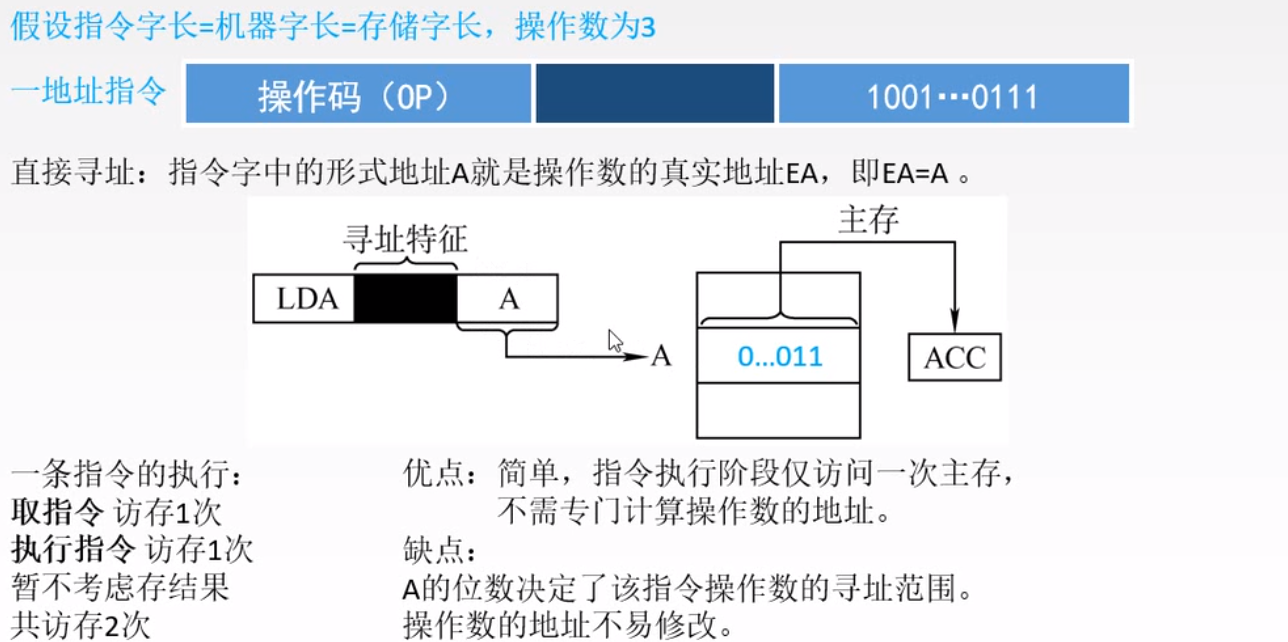 假设指令字长=机器字长=存储字长，操作数为3
一地址指令 操作码（OP） 1001…0111
直接寻址：指令字中的形式地址A就是操作数的真实地址EA，即EA=A 。
主存
寻址特征
LDA A
A 0...011 ACC
一条指令的执行：
取指令 访存1次
执行指令 访存1次
暂不考虑存结果
共访存2次
优点：简单，指令执行阶段仅访问一次主存，
不需专门计算操作数的地址。
缺点：
A的位数决定了该指令操作数的寻址范围。
操作数的地址不易修改。